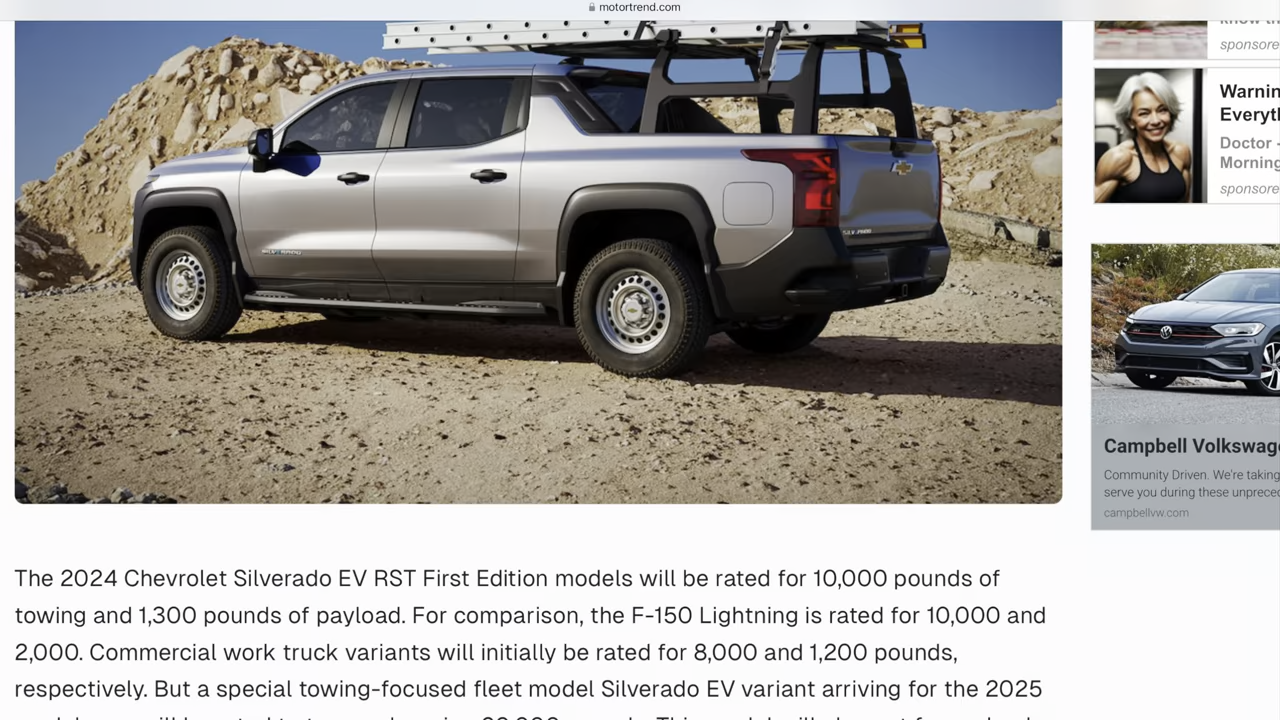 motortrend.com
sponsore
Warnin
Everyt
Doctor -
Morning
sponsore
SILVERADO
Campbell Volkswage
Community Driven. We're taking
serve you during these unpreced
campbellvw.com
The 2024 Chevrolet Silverado EV RST First Edition models will be rated for 10,000 pounds of
towing and 1,300 pounds of payload. For comparison, the F-150 Lightning is rated for 10,000 and
2,000. Commercial work truck variants will initially be rated for 8,000 and 1,200 pounds,
respectively. But a special towing-focused fleet model Silverado EV variant arriving for the 2025